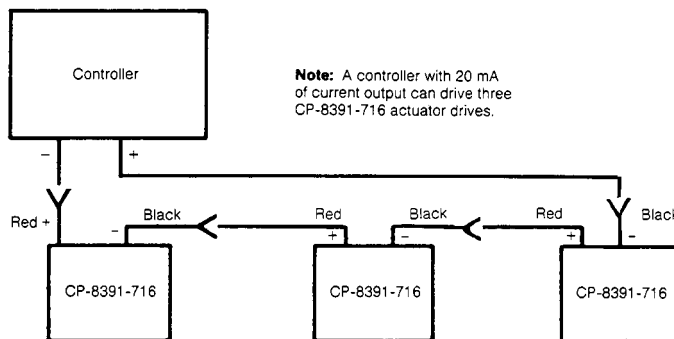 Controller
Note: A controller with 20 mA
of current output can drive three
CP-8391-716 actuator drives.
− +
Red + − Black Red + − Black Red + − Black
CP-8391-716 CP-8391-716 CP-8391-716